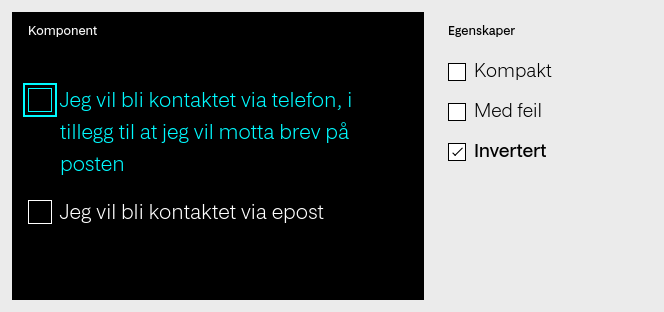 Komponent
Jeg vil bli kontaktet via telefon, i
tillegg til at jeg vil motta brev på
posten
Jeg vil bli kontaktet via epost
Egenskaper
Kompakt
Med feil
Invertert